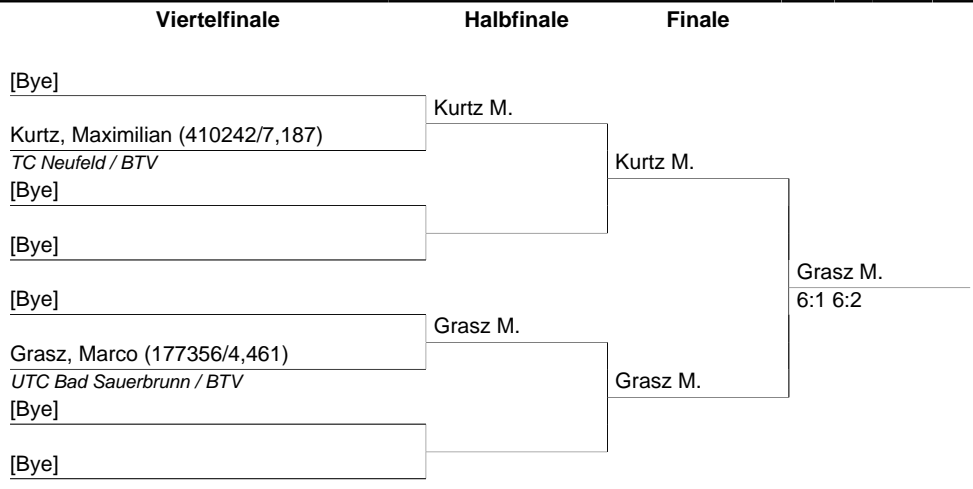 Viertelfinale Halbfinale Finale
[Bye]
Kurtz M.
Kurtz, Maximilian (410242/7,187)
TC Neufeld / BTV
Kurtz M.
[Bye]
[Bye]
Grasz M.
[Bye]
6:1 6:2
Grasz M.
Grasz, Marco (177356/4,461)
UTC Bad Sauerbrunn / BTV
Grasz M.
[Bye]
[Bye]